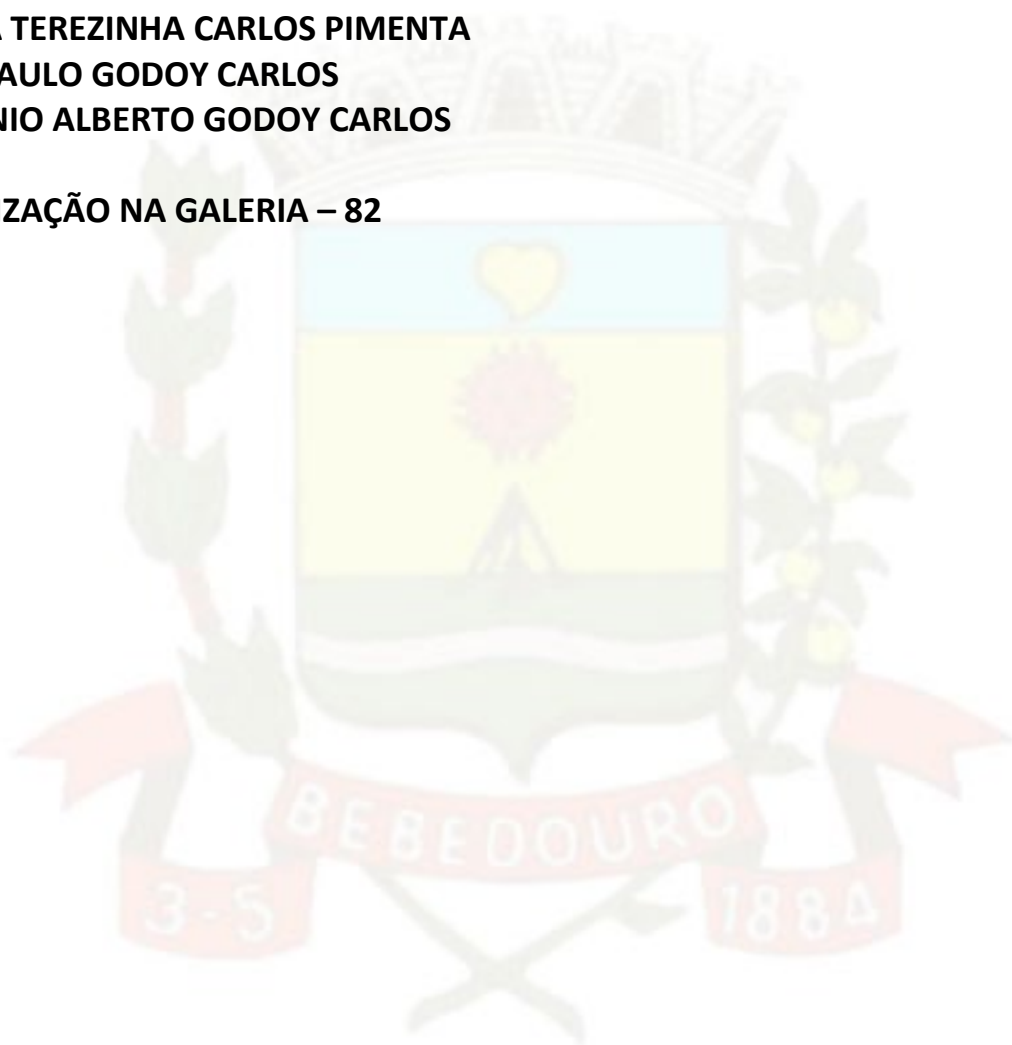 A TEREZINHA CARLOS PIMENTA
AULO GODOY CARLOS
NIO ALBERTO GODOY CARLOS
ZAÇÃO NA GALERIA – 82
BEBEDOURO
3-5 1884